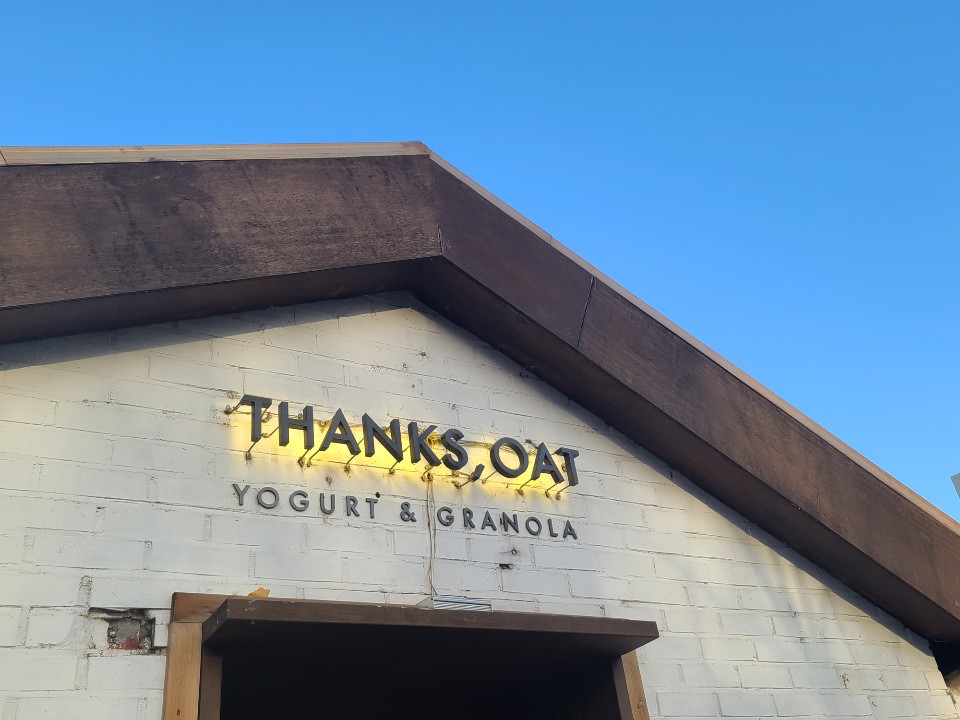 THANKS, OAT
YOGURT & GRANOLA